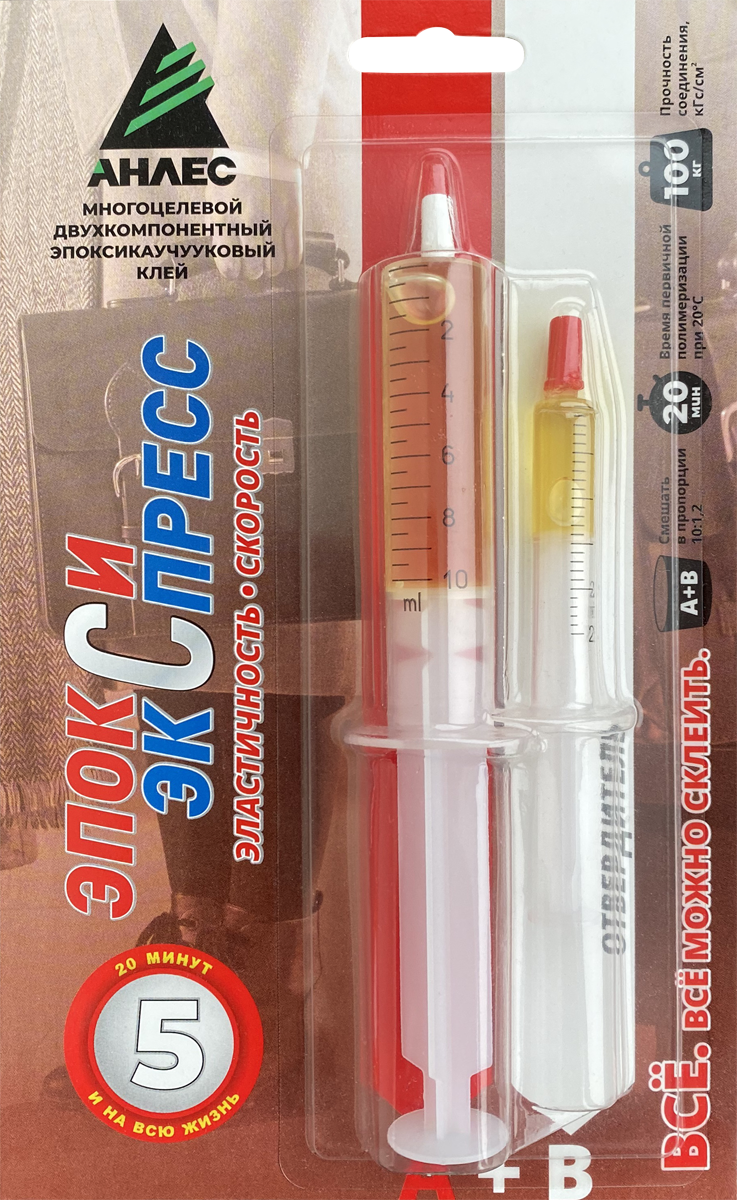 АНЛЕС
МНОГОЦЕЛЕВОЙ
ДВУХКОМПОНЕНТНЫЙ
ЭПОКСИКАУЧУУКОВЫЙ
КЛЕЙ
ЭПОКСИ
ЭКСПРЕСС
ЭЛАСТИЧНОСТЬ • СКОРОСТЬ
20 МИНУТ
5
И НА ВСЮ ЖИЗНЬ
2
4
6
8
10
ml
2
ОТВЕРДИТЕЛЬ
A + B
Прочность
соединения,
кГс/см²
100
кг
Время первичной
полимеризации
при 20°С
20
мин
Смешать
в пропорции
10:1,2
А+В
ВСЁ. ВСЁ МОЖНО СКЛЕИТЬ.